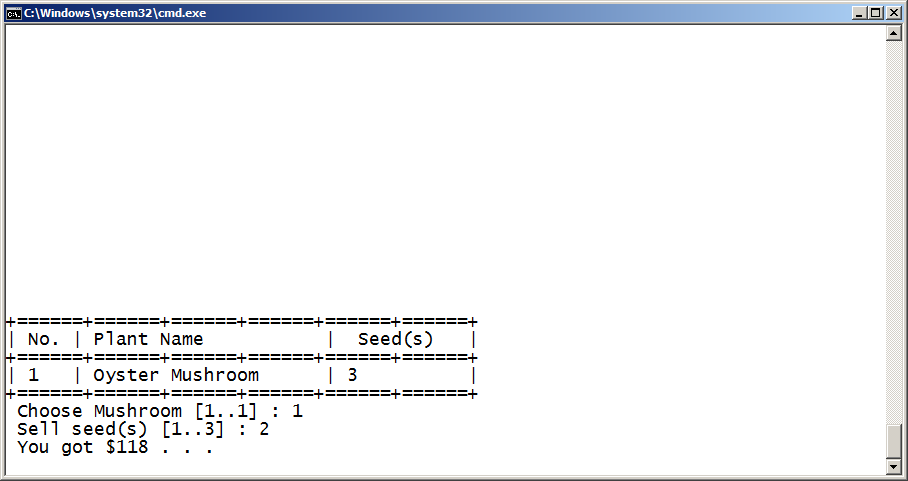 C:\Windows\system32\cmd.exe
+======+======+======+======+======+======+
| No. | Plant Name           |  Seed(s)   |
+======+======+======+======+======+======+
| 1   | Oyster Mushroom      | 3          |
+======+======+======+======+======+======+
Choose Mushroom [1..1] : 1
Sell seed(s) [1..3] : 2
You got $118 . . .